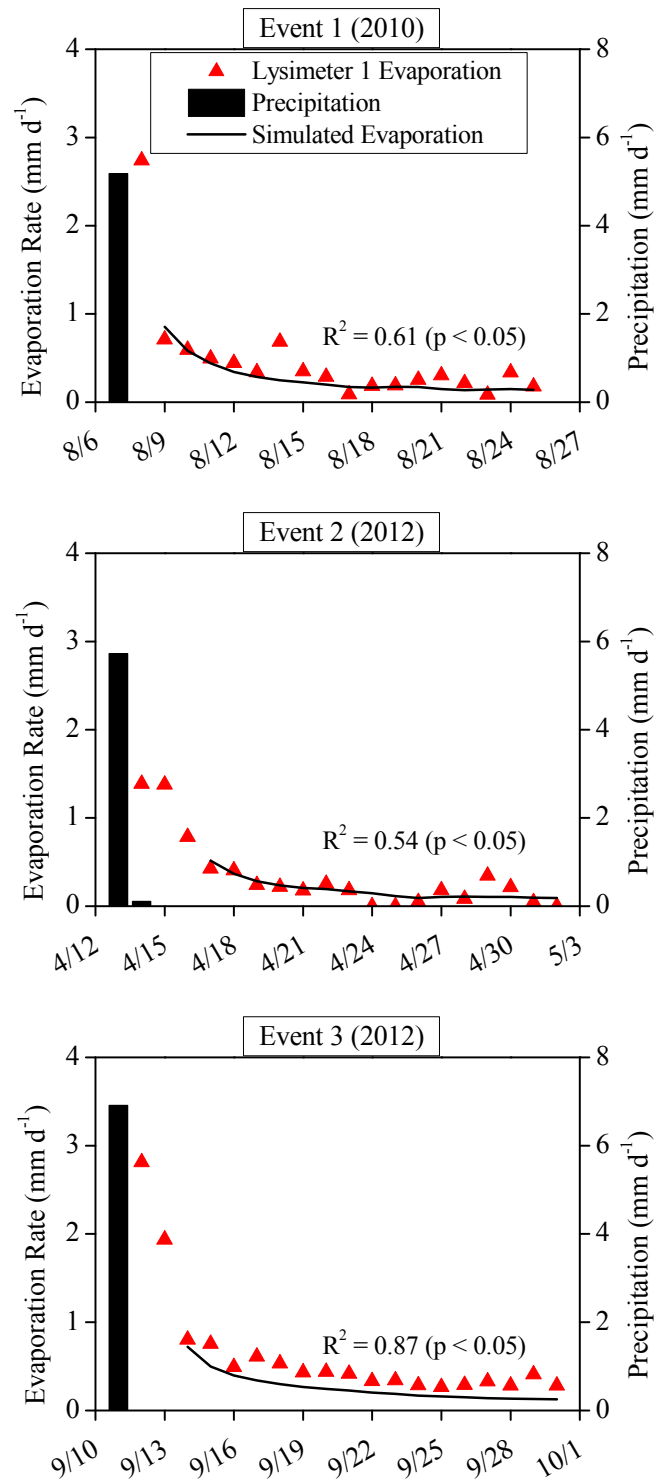 Event 1 (2010)
Lysimeter 1 Evaporation
Precipitation
Simulated Evaporation
Evaporation Rate (mm d⁻¹)
Precipitation (mm d⁻¹)
4
3
2
1
0
8
6
4
2
0
R² = 0.61 (p < 0.05)
8/6 8/9 8/12 8/15 8/18 8/21 8/24 8/27
Event 2 (2012)
Evaporation Rate (mm d⁻¹)
Precipitation (mm d⁻¹)
4
3
2
1
0
8
6
4
2
0
R² = 0.54 (p < 0.05)
4/12 4/15 4/18 4/21 4/24 4/27 4/30 5/3
Event 3 (2012)
Evaporation Rate (mm d⁻¹)
Precipitation (mm d⁻¹)
4
3
2
1
0
8
6
4
2
0
R² = 0.87 (p < 0.05)
9/10 9/13 9/16 9/19 9/22 9/25 9/28 10/1